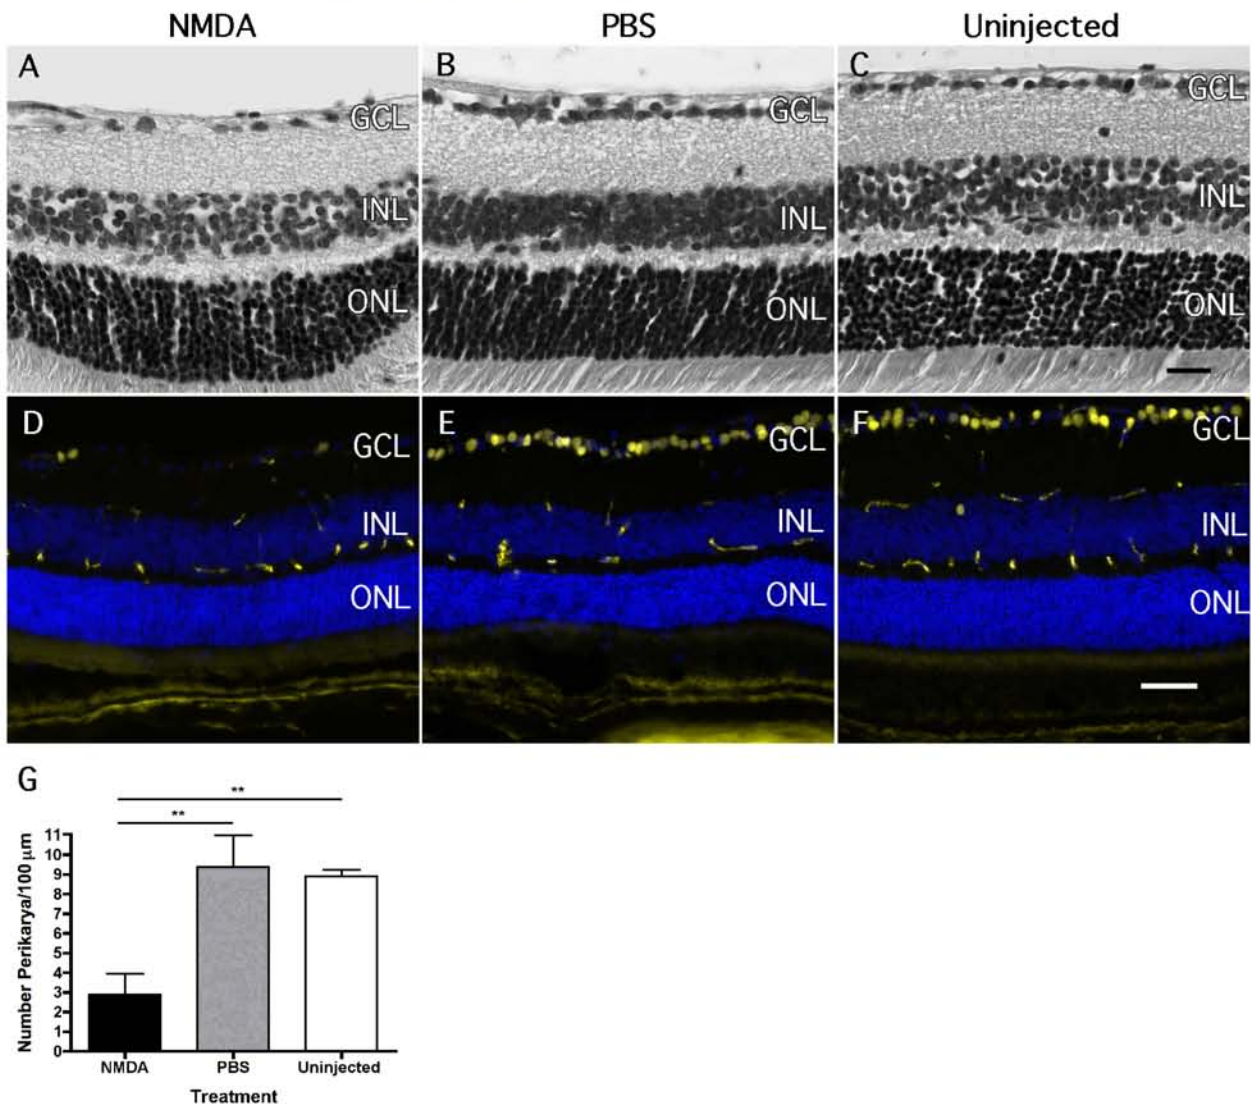 NMDA PBS Uninjected
A B C
GCL GCL GCL
INL INL INL
ONL ONL ONL
D E F
GCL GCL GCL
INL INL INL
ONL ONL ONL
G
**
**
Number Perikarya/100 μm
11
10
9
8
7
6
5
4
3
2
1
0
NMDA PBS Uninjected
Treatment